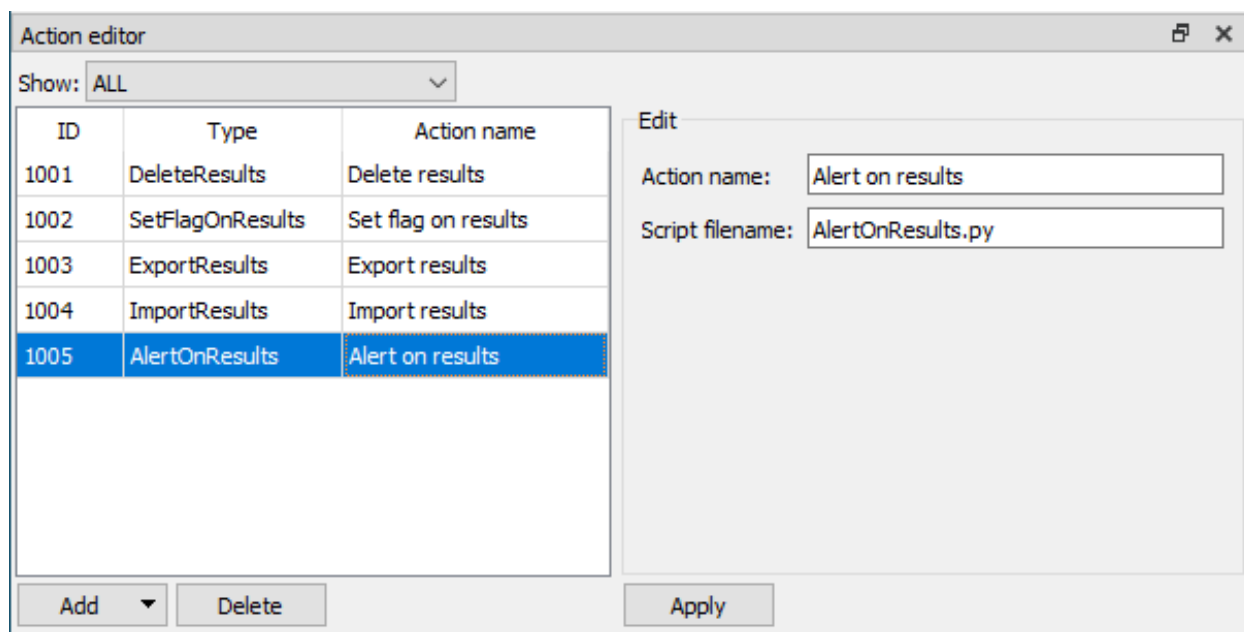 Action editor
Show: ALL
ID Type Action name
1001 DeleteResults Delete results
1002 SetFlagOnResults Set flag on results
1003 ExportResults Export results
1004 ImportResults Import results
1005 AlertOnResults Alert on results
Add Delete
Edit
Action name: Alert on results
Script filename: AlertOnResults.py
Apply